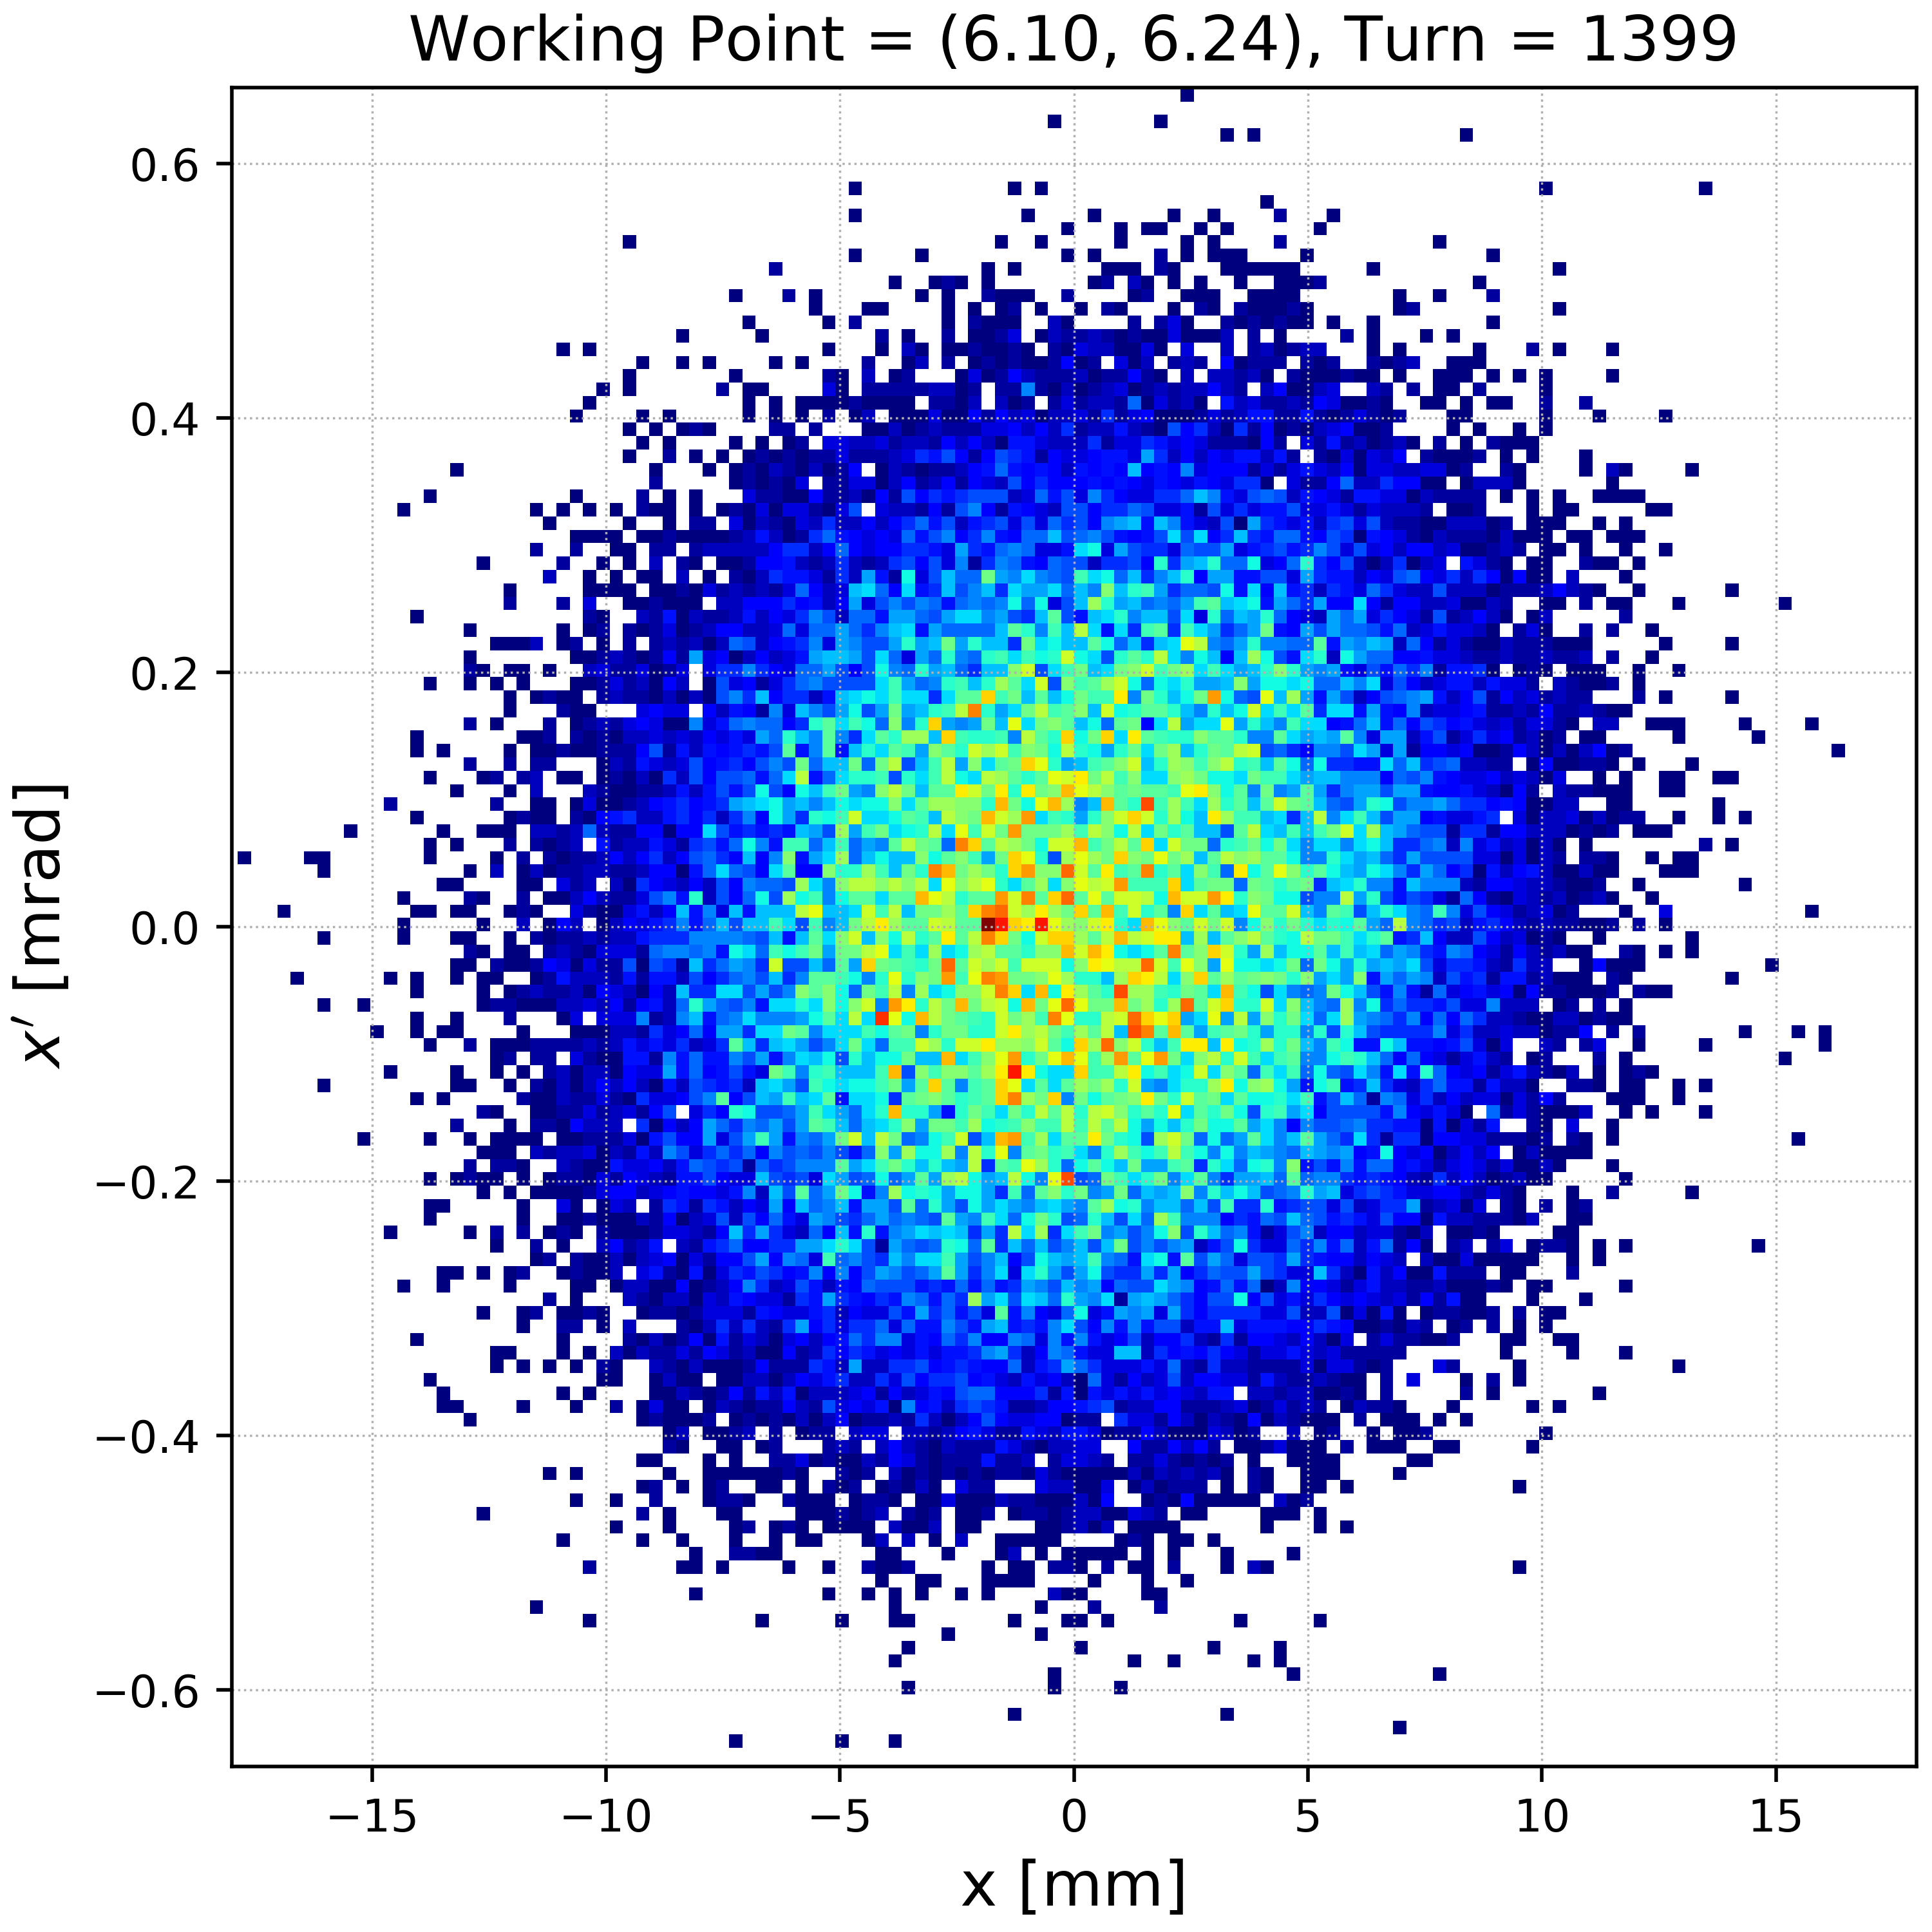 Working Point = (6.10, 6.24), Turn = 1399
x′ [mrad]
0.6
0.4
0.2
0.0
−0.2
−0.4
−0.6
−15 −10 −5 0 5 10 15
x [mm]